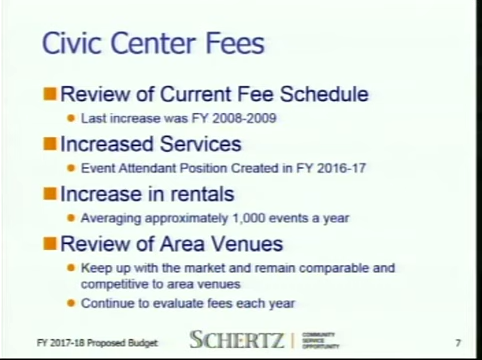 Civic Center Fees
Review of Current Fee Schedule
Last increase was FY 2008-2009
Increased Services
Event Attendant Position Created in FY 2016-17
Increase in rentals
Averaging approximately 1,000 events a year
Review of Area Venues
Keep up with the market and remain comparable and
competitive to area venues
Continue to evaluate fees each year
FY 2017-18 Proposed Budget
SCHERTZ
COMMUNITY
SERVICE
OPPORTUNITY
7